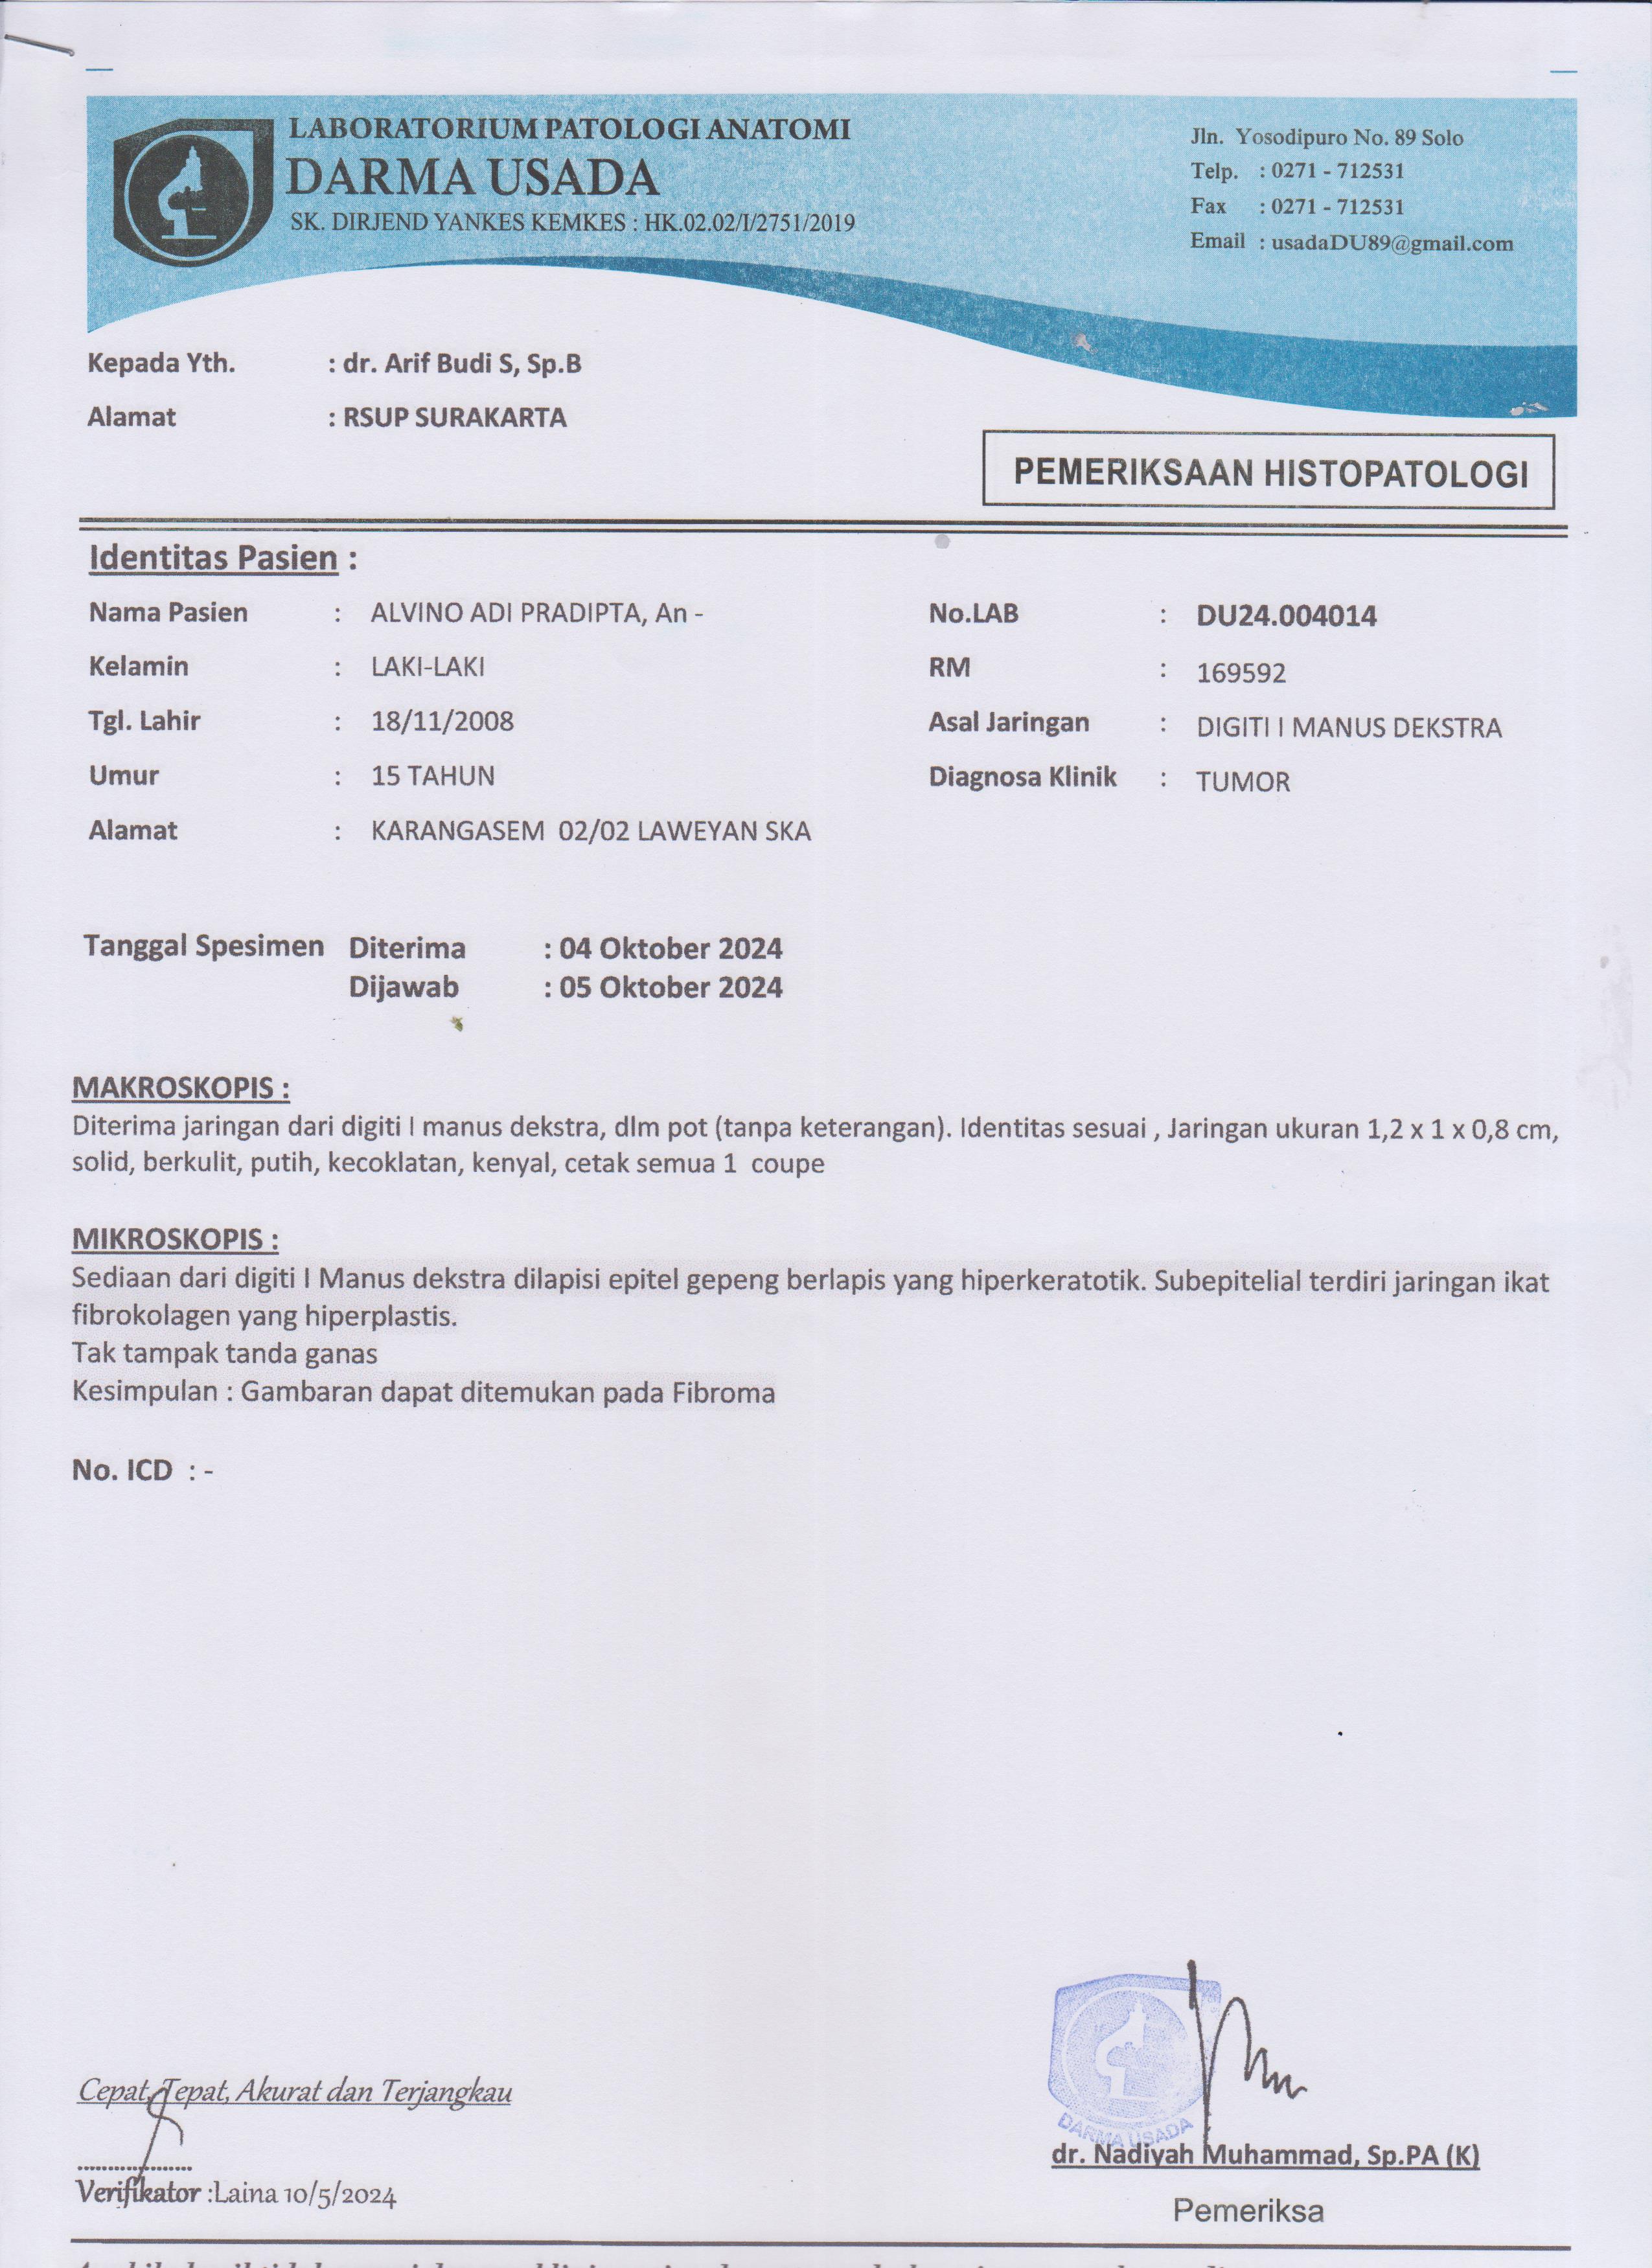 LABORATORIUM PATOLOGI ANATOMI
DARMA USADA
SK. DIRJEND YANKES KEMKES : HK.02.02/I/2751/2019
Jln. Yosodipuro No. 89 Solo
Telp. : 0271 - 712531
Fax : 0271 - 712531
Email : usadaDU89@gmail.com
Kepada Yth. : dr. Arif Budi S, Sp.B
Alamat : RSUP SURAKARTA
PEMERIKSAAN HISTOPATOLOGI
Identitas Pasien :
Nama Pasien : ALVINO ADI PRADIPTA, An -
No.LAB : DU24.004014
Kelamin : LAKI-LAKI
RM : 169592
Tgl. Lahir : 18/11/2008
Asal Jaringan : DIGITI I MANUS DEKSTRA
Umur : 15 TAHUN
Diagnosa Klinik : TUMOR
Alamat : KARANGASEM 02/02 LAWEYAN SKA
Tanggal Spesimen Diterima : 04 Oktober 2024
Dijawab : 05 Oktober 2024
MAKROSKOPIS :
Diterima jaringan dari digiti I manus dekstra, dlm pot (tanpa keterangan). Identitas sesuai , Jaringan ukuran 1,2 x 1 x 0,8 cm,
solid, berkulit, putih, kecoklatan, kenyal, cetak semua 1 coupe
MIKROSKOPIS :
Sediaan dari digiti I Manus dekstra dilapisi epitel gepeng berlapis yang hiperkeratotik. Subepitelial terdiri jaringan ikat
fibrokolagen yang hiperplastis.
Tak tampak tanda ganas
Kesimpulan : Gambaran dapat ditemukan pada Fibroma
No. ICD : -
Cepat, Tepat, Akurat dan Terjangkau
DARMA USADA
dr. Nadiyah Muhammad, Sp.PA (K)
Verifikator :Laina 10/5/2024
Pemeriksa